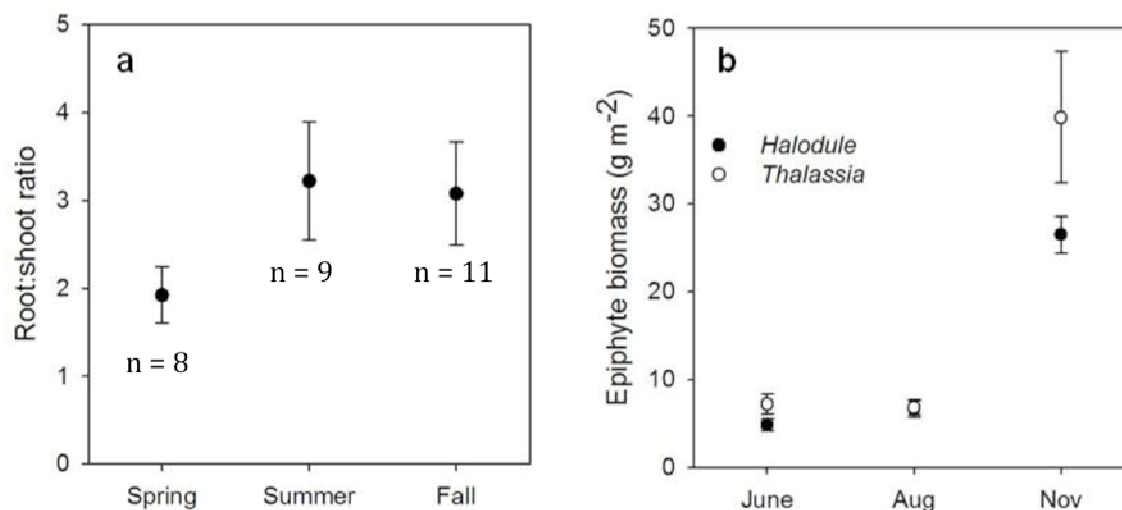 a
Root:shoot ratio
5
4
3
2
1
0
n = 8
n = 9
n = 11
Spring Summer Fall
b
Epiphyte biomass (g m⁻²)
50
40
30
20
10
0
Halodule
Thalassia
June Aug Nov